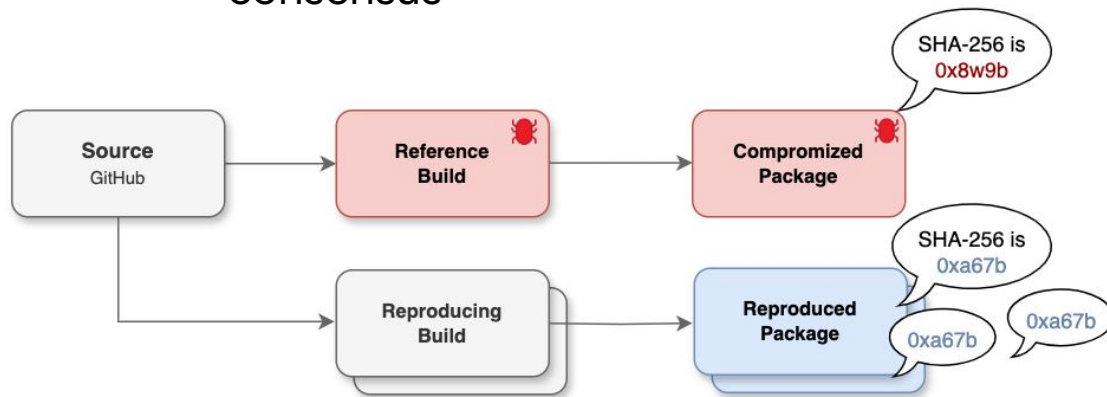 consensus
SHA-256 is
0x8w9b
Source
GitHub
Reference
Build
Compromized
Package
SHA-256 is
0xa67b
Reproducing
Build
Reproduced
Package
0xa67b
0xa67b